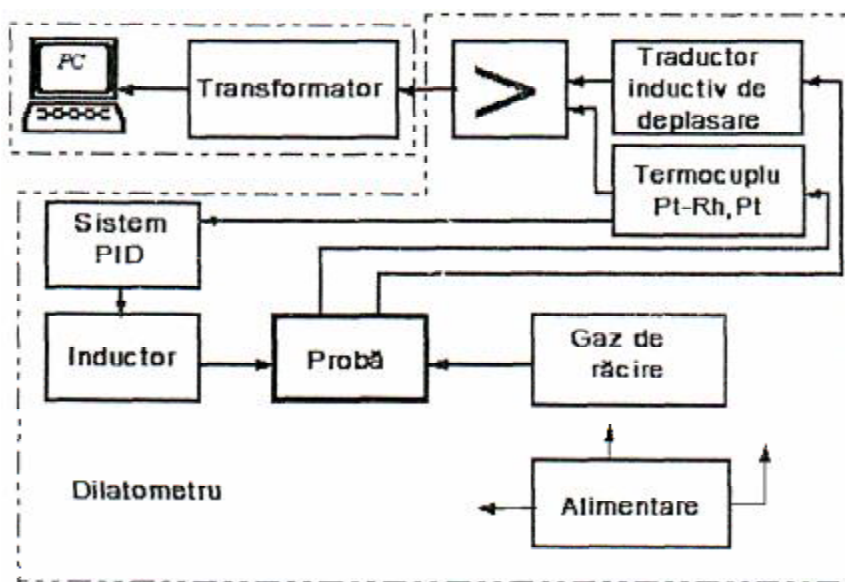 PC
Transformator
>
Traductor
inductiv de
deplasare
Termocuplu
Pt-Rh, Pt
Sistem
PID
Inductor
Probă
Gaz de
răcire
Dilatometru
Alimentare